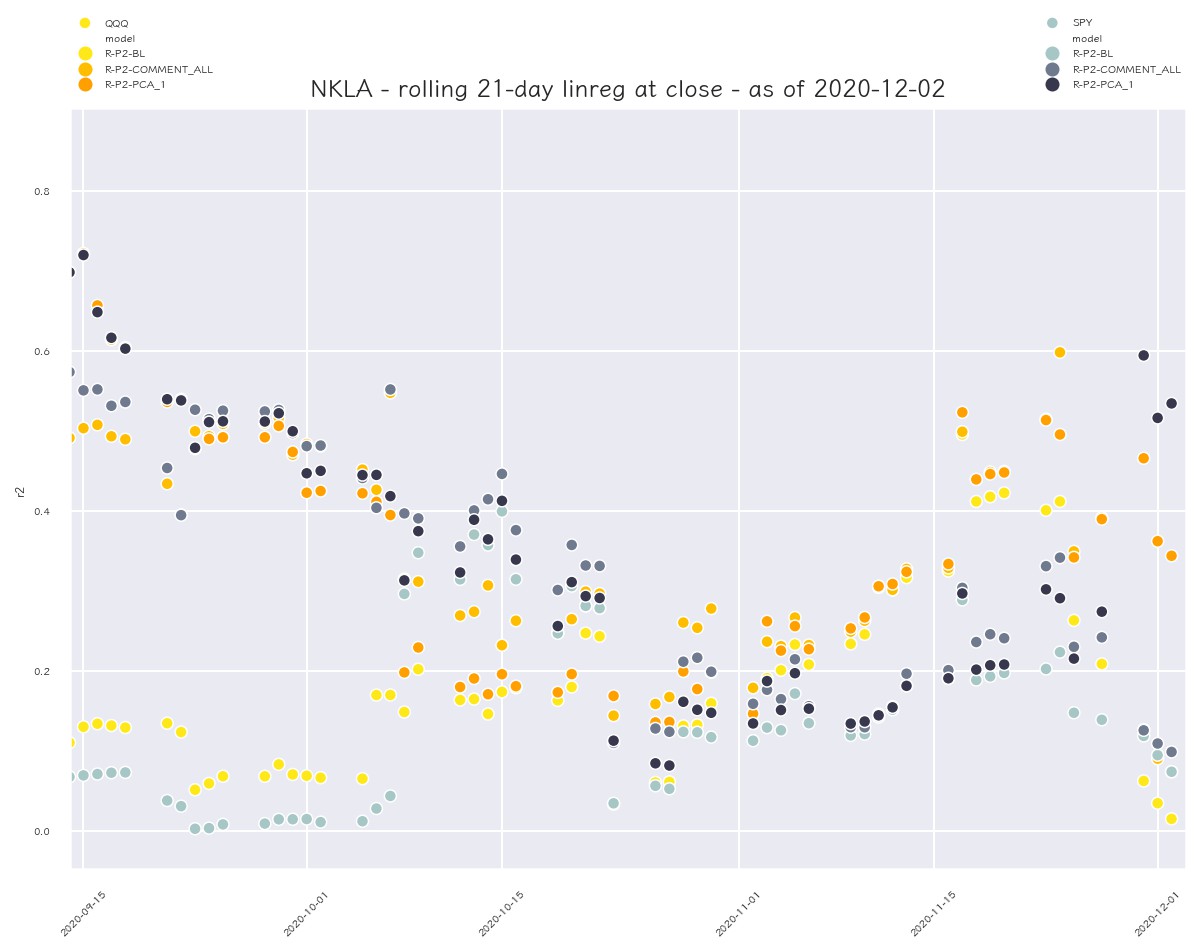 QQQ
model
R-P2-BL
R-P2-COMMENT_ALL
R-P2-PCA_1
SPY
model
R-P2-BL
R-P2-COMMENT_ALL
R-P2-PCA_1
NKLA - rolling 21-day linreg at close - as of 2020-12-02
r2
0.8
0.6
0.4
0.2
0.0
2020-09-15
2020-10-01
2020-10-15
2020-11-01
2020-11-15
2020-12-01